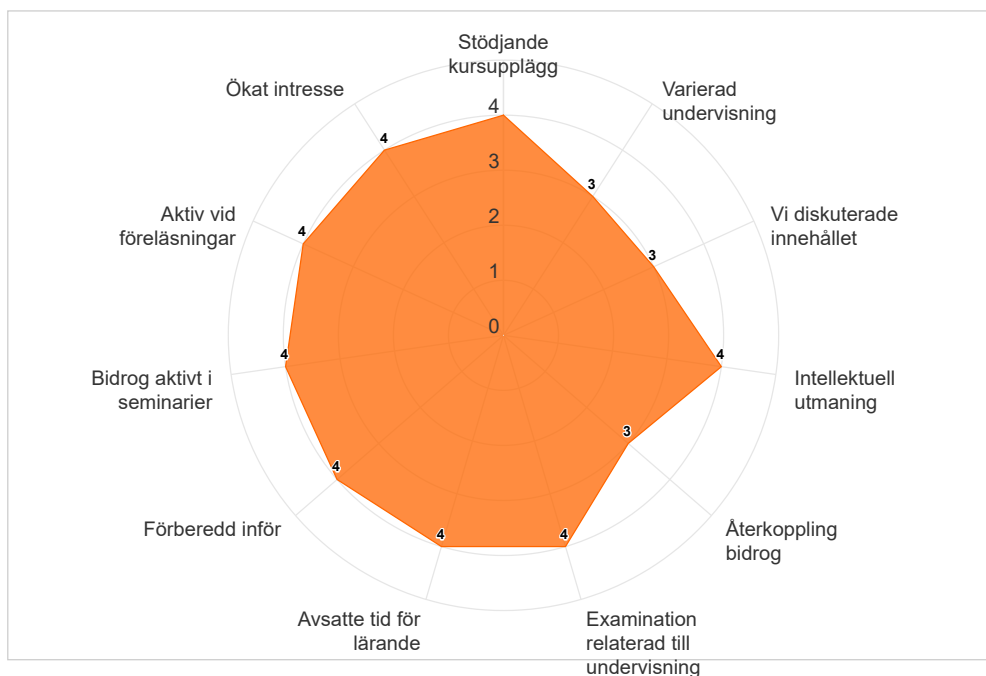 Stödjande
kursupplägg
Varierad
undervisning
Vi diskuterade
innehållet
Intellektuell
utmaning
Återkoppling
bidrog
Examination
relaterad till
undervisning
Avsatte tid för
lärande
Förberedd inför
Bidrog aktivt i
seminarier
Aktiv vid
föreläsningar
Ökat intresse
4
3
2
1
0
3
3
4
3
4
4
4
4
4
4